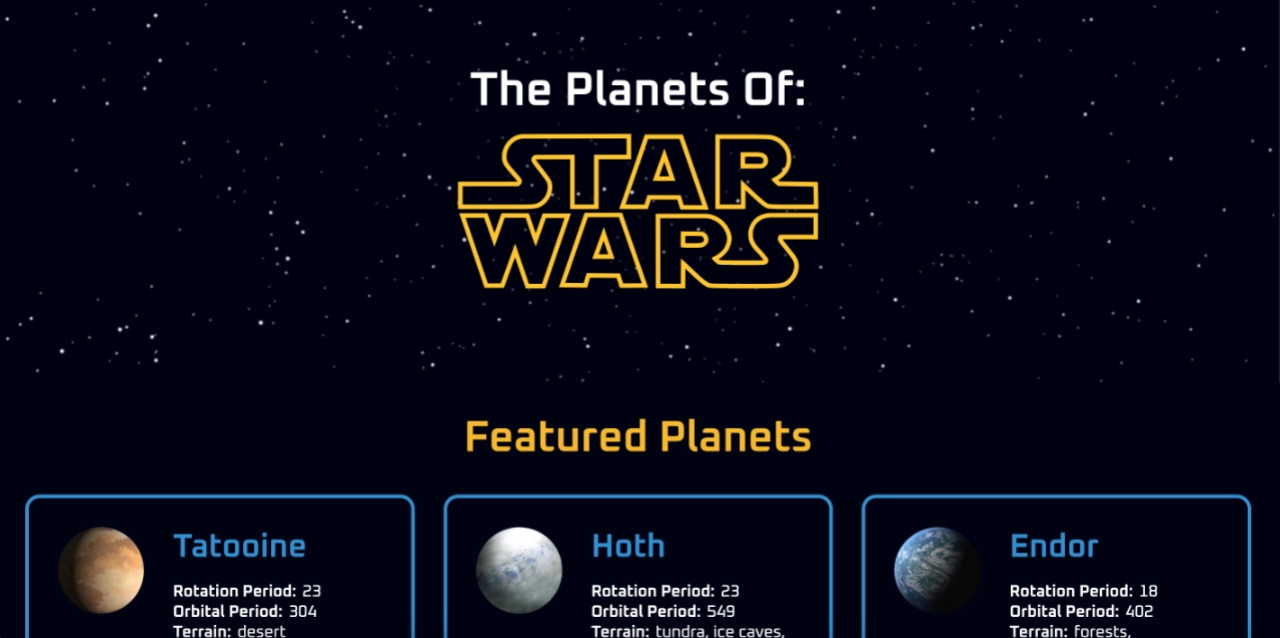 The Planets Of:
STAR
WARS
Featured Planets
Tatooine
Rotation Period: 23
Orbital Period: 304
Terrain: desert
Hoth
Rotation Period: 23
Orbital Period: 549
Terrain: tundra, ice caves,
Endor
Rotation Period: 18
Orbital Period: 402
Terrain: forests,